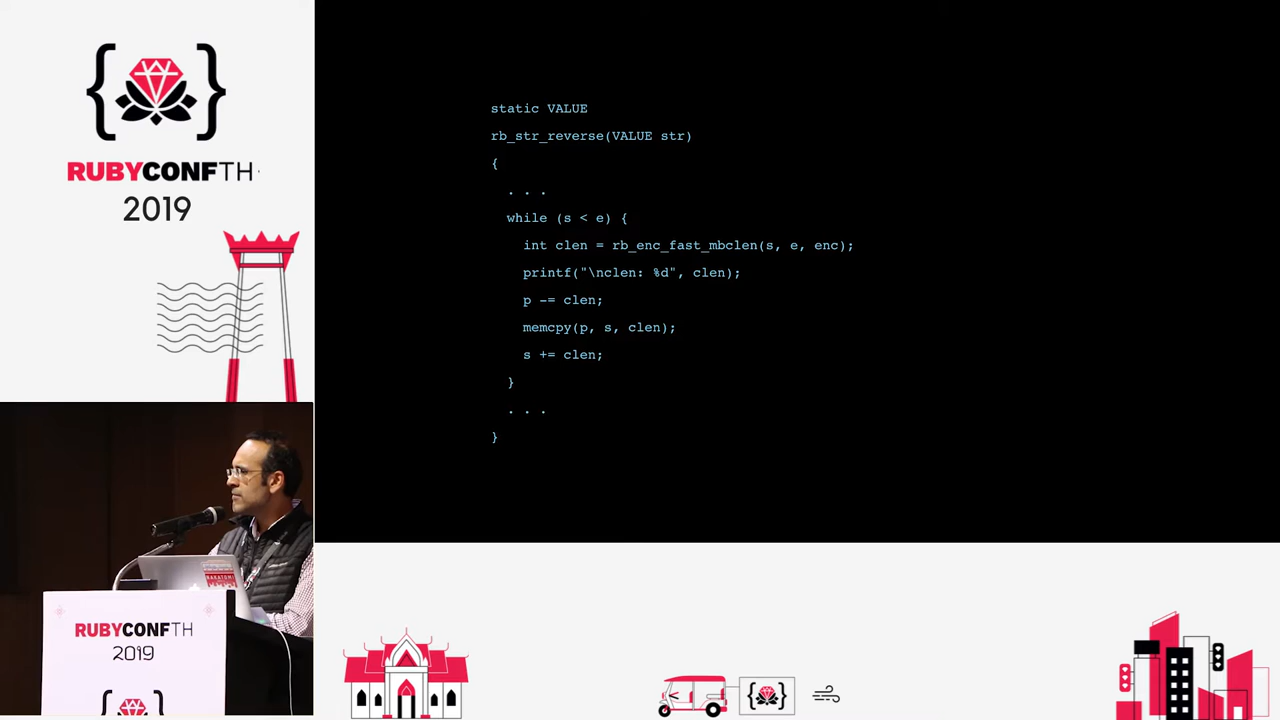 RUBYCONFTH
2019
static VALUE
rb_str_reverse(VALUE str)
{
. . .
while (s < e) {
int clen = rb_enc_fast_mbclen(s, e, enc);
printf("\nclen: %d", clen);
p -= clen;
memcpy(p, s, clen);
s += clen;
}
. . .
}
NAKATOMI
RUBYCONFTH
2019